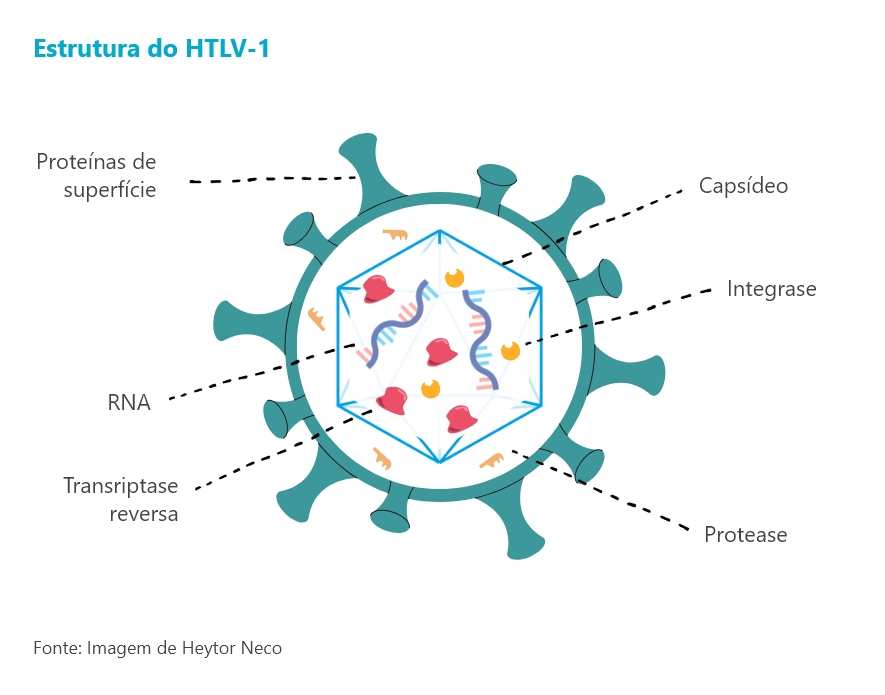 Estrutura do HTLV-1
Proteínas de
superfície
Capsídeo
Integrase
RNA
Transriptase
reversa
Protease
Fonte: Imagem de Heytor Neco